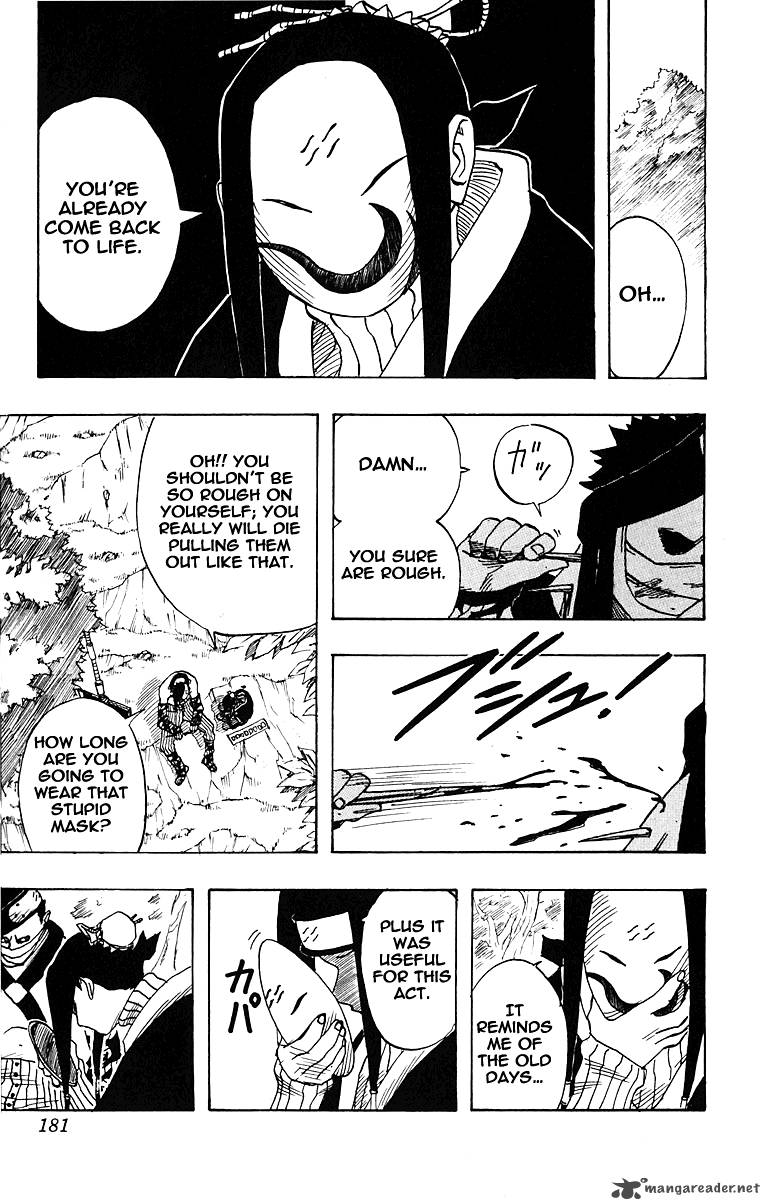 OH...
YOU'RE
ALREADY
COME BACK
TO LIFE.
ガッ
DAMN...
YOU SURE
ARE ROUGH.
ブシュ!
OH!! YOU
SHOULDN'T BE
SO ROUGH ON
YOURSELF; YOU
REALLY WILL DIE
PULLING THEM
OUT LIKE THAT.
HOW LONG
ARE YOU
GOING TO
WEAR THAT
STUPID
MASK?
IT
REMINDS
ME OF
THE OLD
DAYS...
PLUS IT
WAS
USEFUL
FOR THIS
ACT.
カパ
181
mangareader.net